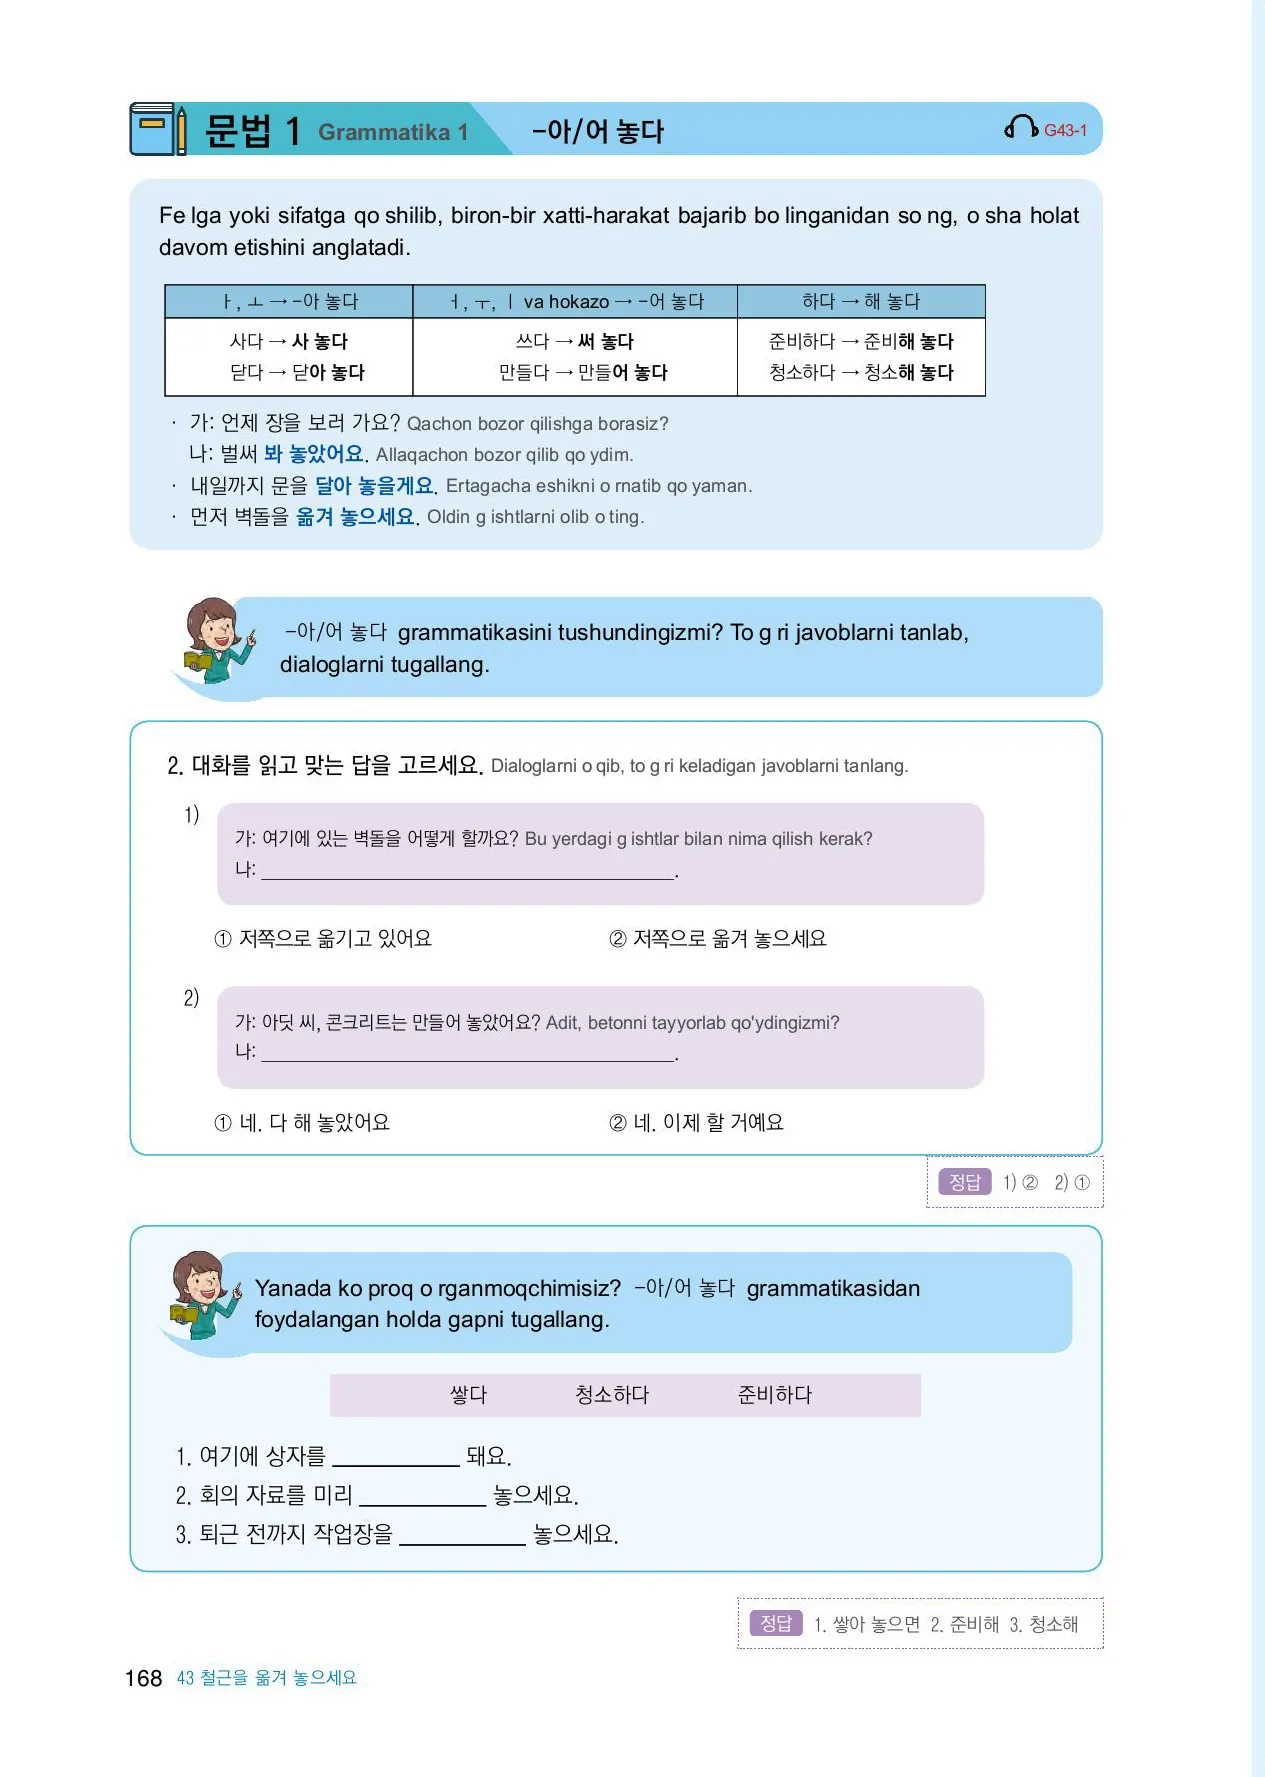 문법 1 Grammatika 1 -아/어 놓다 G43-1
Fe lga yoki sifatga qo shilib, biron-bir xatti-harakat bajarib bo linganidan so ng, o sha holat
davom etishini anglatadi.
ㅏ, ㅗ → -아 놓다 ㅓ, ㅜ, ㅣ va hokazo → -어 놓다 하다 → 해 놓다
사다 → 사 놓다 쓰다 → 써 놓다 준비하다 → 준비해 놓다
닫다 → 닫아 놓다 만들다 → 만들어 놓다 청소하다 → 청소해 놓다
· 가: 언제 장을 보러 가요? Qachon bozor qilishga borasiz?
나: 벌써 봐 놓았어요. Allaqachon bozor qilib qo ydim.
· 내일까지 문을 달아 놓을게요. Ertagacha eshikni o rnatib qo yaman.
· 먼저 벽돌을 옮겨 놓으세요. Oldin g ishtlarni olib o ting.
-아/어 놓다 grammatikasini tushundingizmi? To g ri javoblarni tanlab,
dialoglarni tugallang.
2. 대화를 읽고 맞는 답을 고르세요. Dialoglarni o qib, to g ri keladigan javoblarni tanlang.
1)
가: 여기에 있는 벽돌을 어떻게 할까요? Bu yerdagi g ishtlar bilan nima qilish kerak?
나: ______________________.
① 저쪽으로 옮기고 있어요 ② 저쪽으로 옮겨 놓으세요
2)
가: 아딧 씨, 콘크리트는 만들어 놓았어요? Adit, betonni tayyorlab qo'ydingizmi?
나: ______________________.
① 네. 다 해 놓았어요 ② 네. 이제 할 거예요
정답 1) ② 2) ①
Yanada ko proq o rganmoqchimisiz? -아/어 놓다 grammatikasidan
foydalangan holda gapni tugallang.
쌓다 청소하다 준비하다
1. 여기에 상자를 __________ 돼요.
2. 회의 자료를 미리 __________ 놓으세요.
3. 퇴근 전까지 작업장을 __________ 놓으세요.
정답 1. 쌓아 놓으면 2. 준비해 3. 청소해
168 43 철근을 옮겨 놓으세요